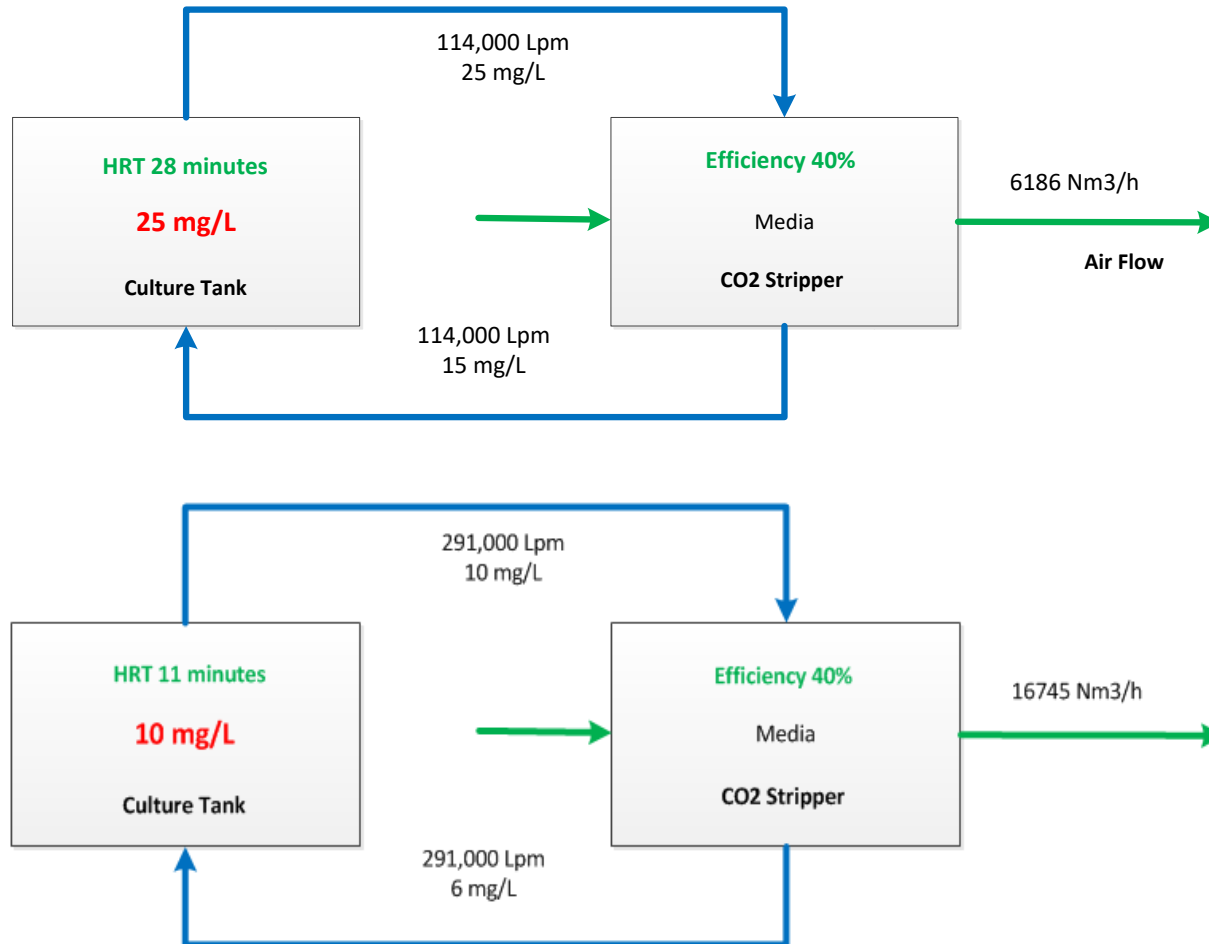 114,000 Lpm
25 mg/L
HRT 28 minutes
25 mg/L
Culture Tank
Efficiency 40%
Media
CO2 Stripper
6186 Nm3/h
Air Flow
114,000 Lpm
15 mg/L
291,000 Lpm
10 mg/L
HRT 11 minutes
10 mg/L
Culture Tank
Efficiency 40%
Media
CO2 Stripper
16745 Nm3/h
291,000 Lpm
6 mg/L